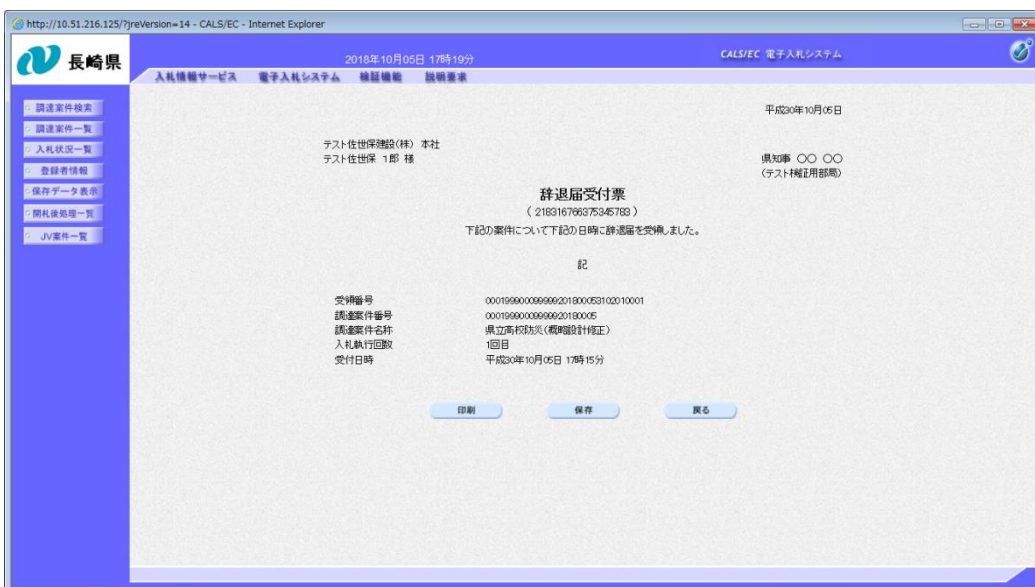 http://10.51.216.125/?jreVersion=14 - CALS/EC - Internet Explorer
長崎県
2018年10月05日 17時19分
CALS/EC 電子入札システム
入札情報サービス 電子入札システム 検証機能 説明要求
調達案件検索
調達案件一覧
入札状況一覧
登録者情報
保存データ表示
開札後処理一覧
JV案件一覧
平成30年10月05日
テスト佐世保建設(株) 本社
テスト佐世保 1郎 様
県知事 〇〇 〇〇
(テスト検証用部局)
辞退届受付票
( 218316766375345783 )
下記の案件について下記の日時に辞退届を受領しました。
記
受領番号 00019990009999920180005310201​0001
調達案件番号 00019990009999920180005
調達案件名称 県立高校防災(概略設計修正)
入札執行回数 1回目
受付日時 平成30年10月05日 17時15分
印刷 保存 戻る